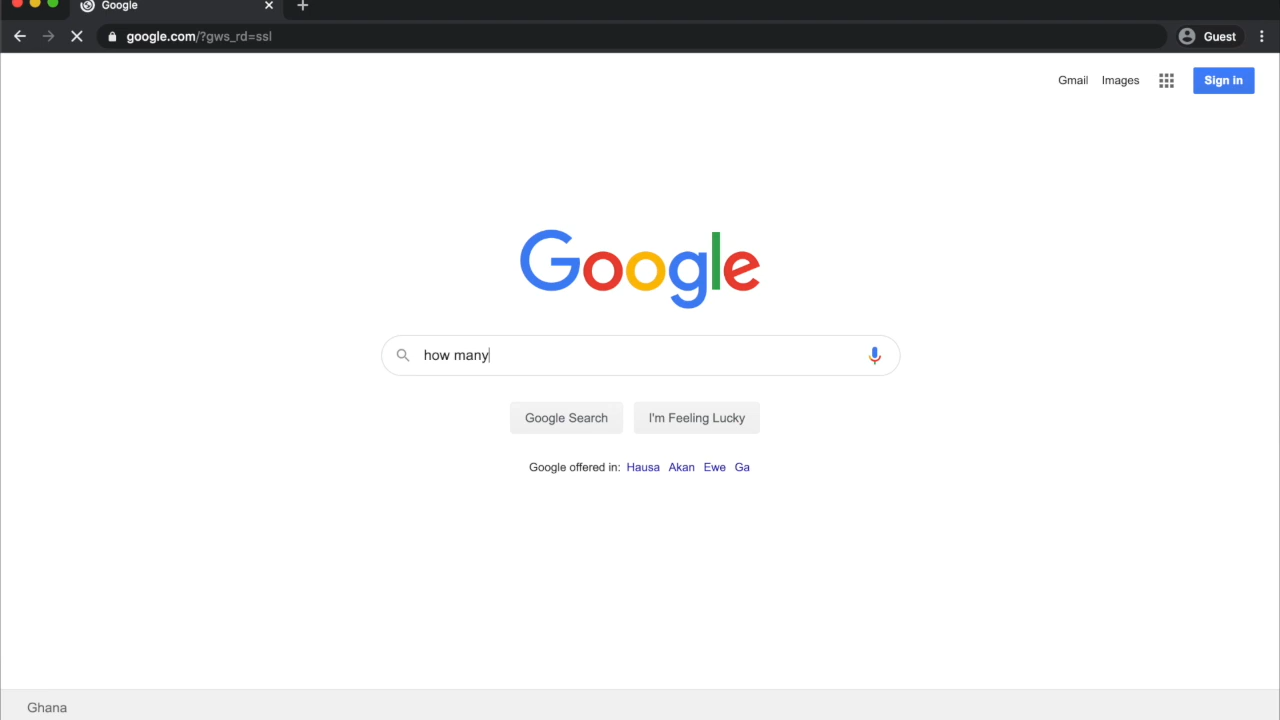 Google
google.com/?gws_rd=ssl
Guest
Gmail Images Sign in
Google
how many
Google Search I'm Feeling Lucky
Google offered in: Hausa Akan Ewe Ga
Ghana